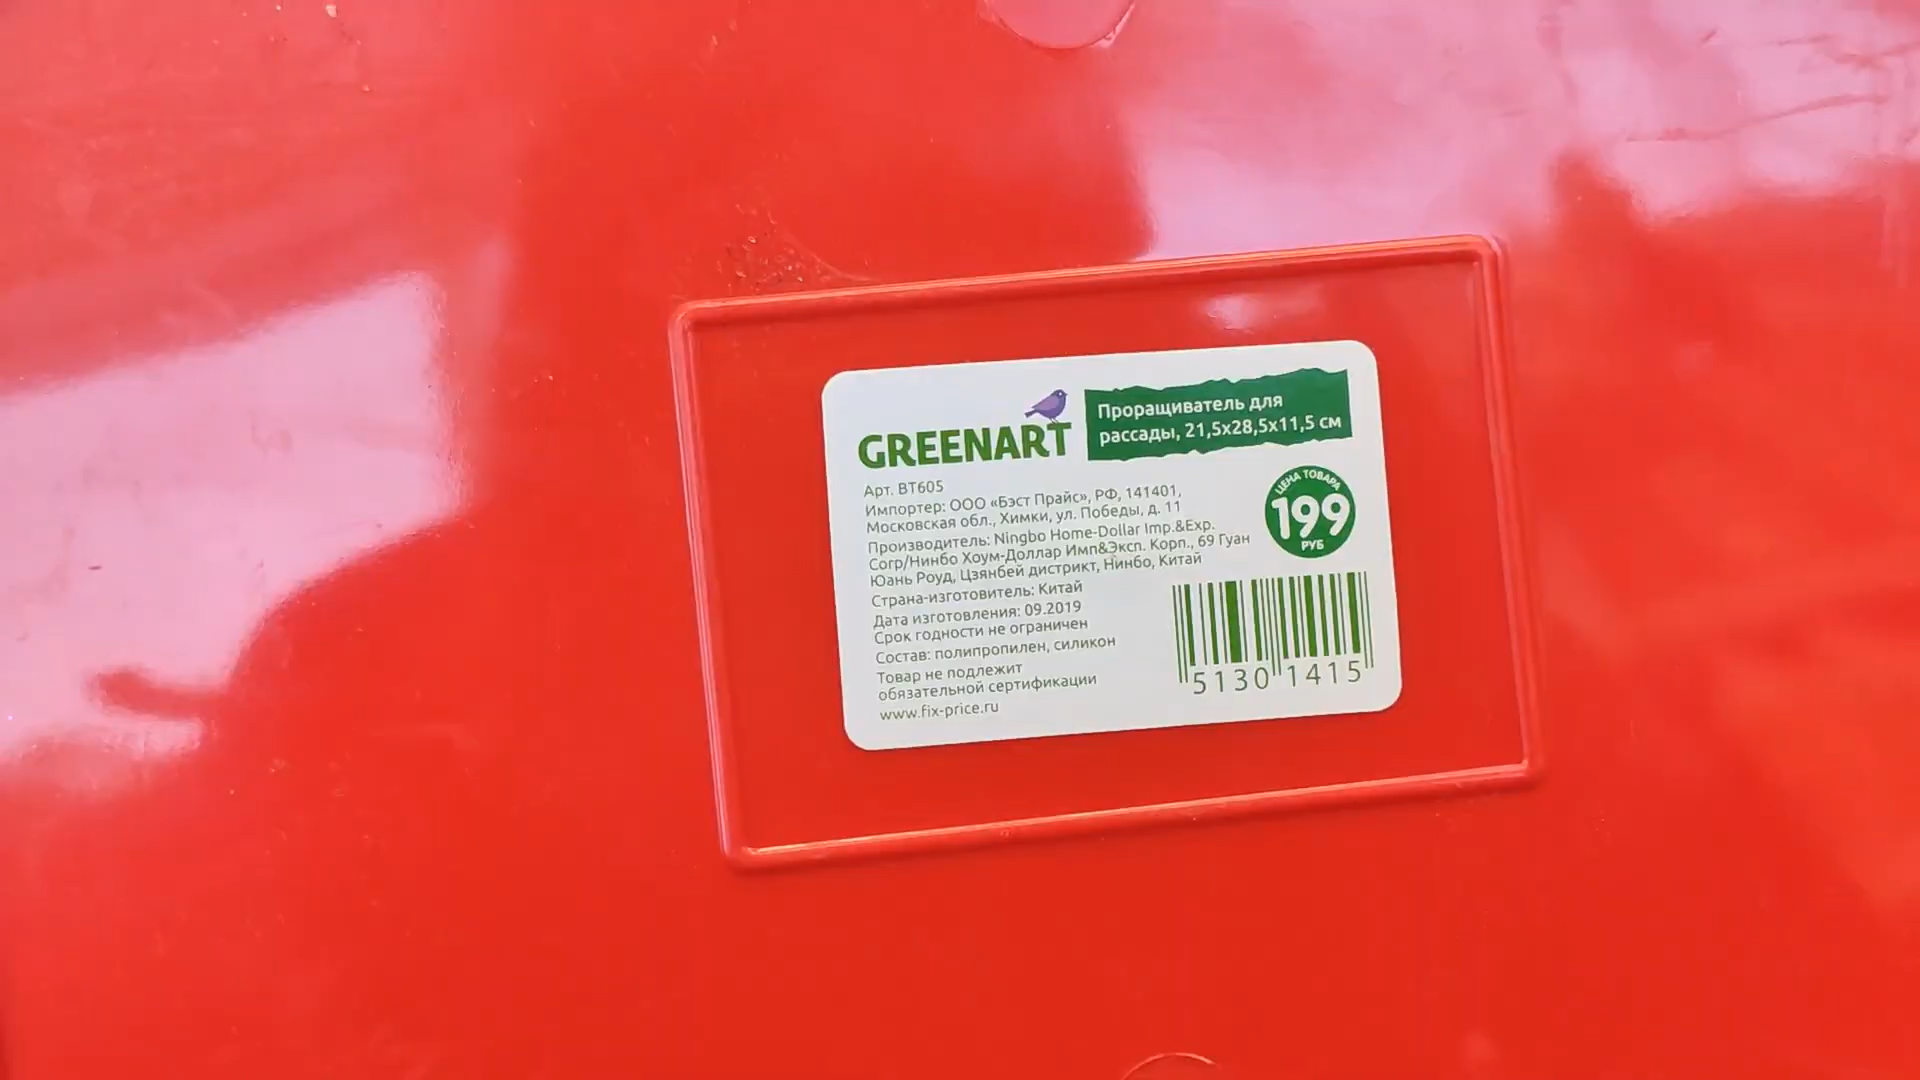 GREENART
Проращиватель для
рассады, 21,5x28,5x11,5 см
Арт. BT605
Импортер: ООО «Бэст Прайс», РФ, 141401,
Московская обл., Химки, ул. Победы, д. 11
Производитель: Ningbo Home-Dollar Imp.&Exp.
Corp/Нинбо Хоум-Доллар Имп&Эксп. Корп., 69 Гуан
Юань Роуд, Цзянбей дистрикт, Нинбо, Китай
Страна-изготовитель: Китай
Дата изготовления: 09.2019
Срок годности не ограничен
Состав: полипропилен, силикон
Товар не подлежит
обязательной сертификации
www.fix-price.ru
ЦЕНА ТОВАРА
199
РУБ
5130 1415